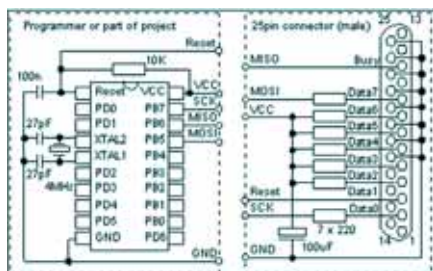 Programmer or part of project
25pin connector (male)
25 13
Reset
10K
MISO
Busy
100n
VCC
Reset VCC
SCK
MOSI
Data7
PD0 PB7
MISO
VCC
Data6
27pF
PD1 PB6
MOSI
Data5
XTAL2 PB5
Data4
XTAL1 PB4
Data3
27pF
PD2 PB3
Data2
4MHz
PD3 PB2
Reset
Data1
PD4 PB1
SCK
Data0
PD5 PB0
7 x 220
14 1
GND PD6
100uF
GND
GND